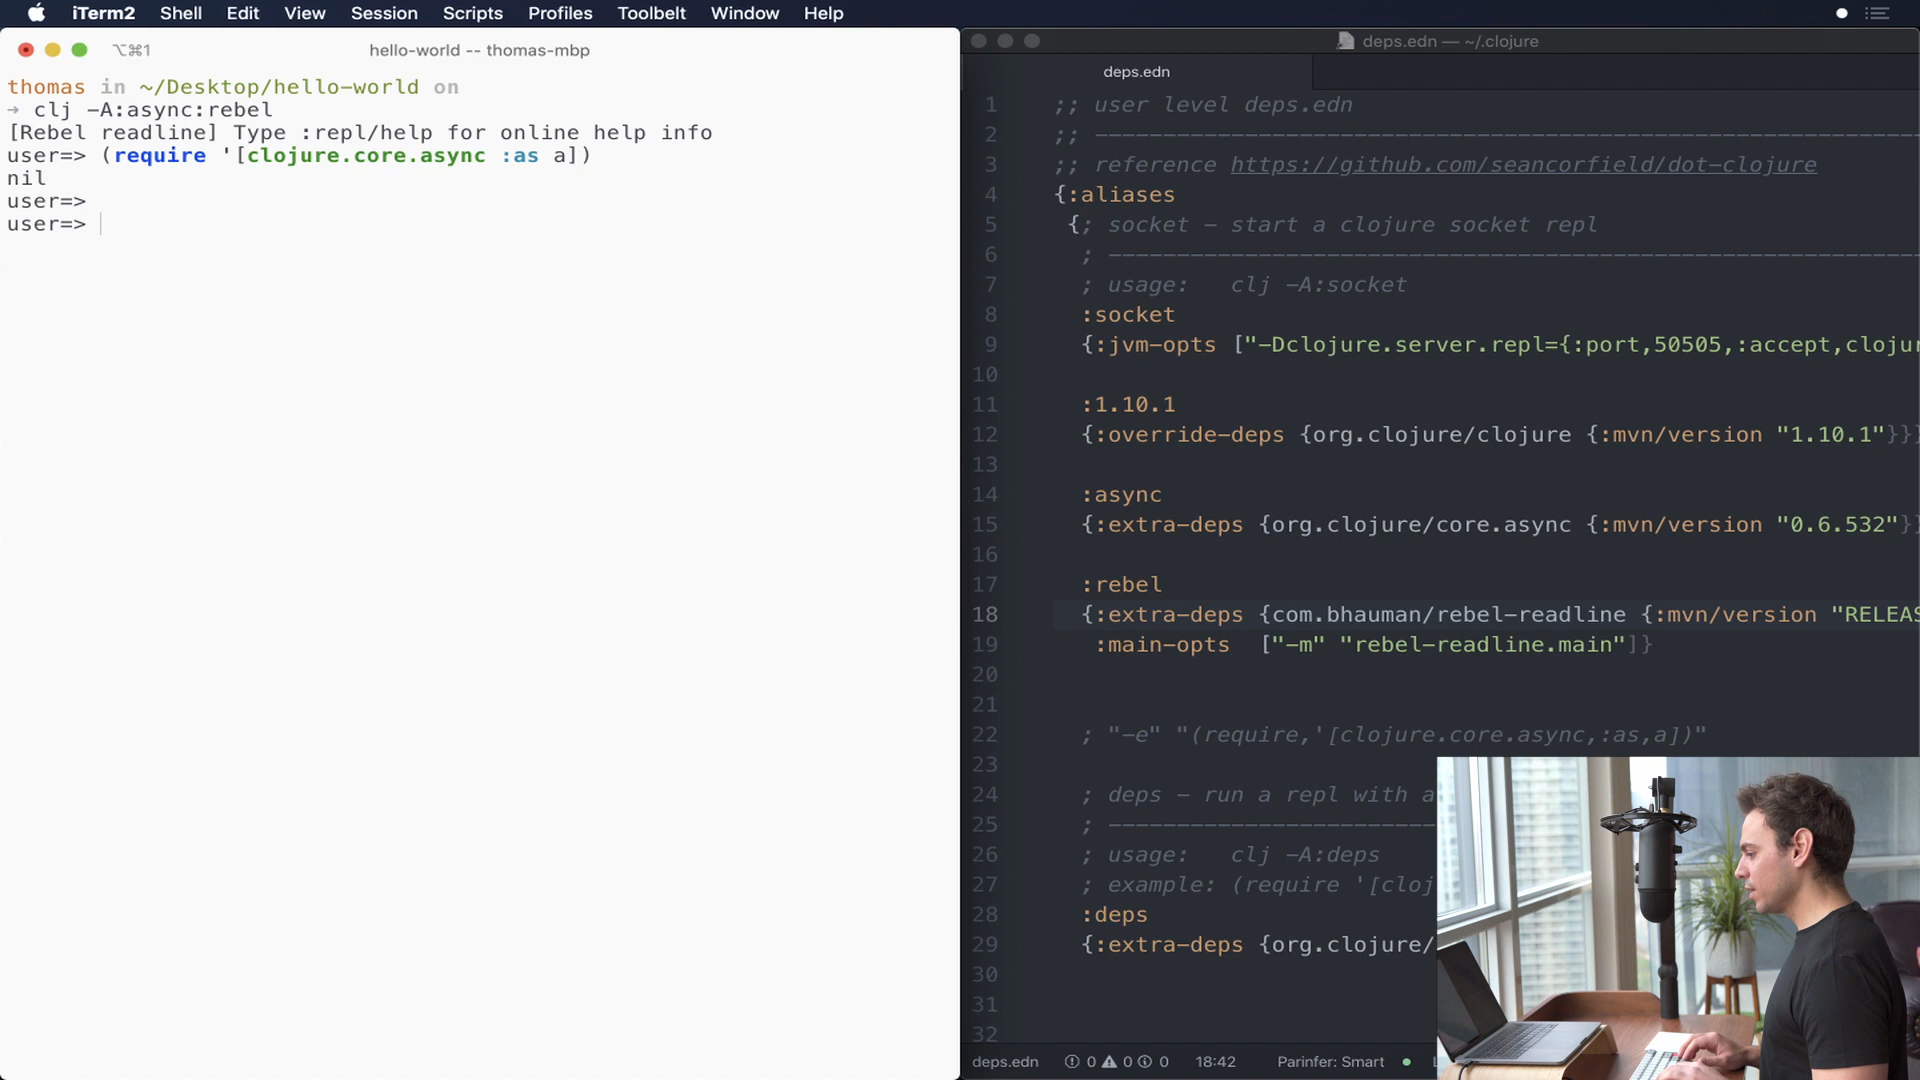 iTerm2 Shell Edit View Session Scripts Profiles Toolbelt Window Help
⌥⌘1 hello-world -- thomas-mbp
thomas in ~/Desktop/hello-world on
➜ clj -A:async:rebel
[Rebel readline] Type :repl/help for online help info
user=> (require '[clojure.core.async :as a])
nil
user=>
user=>
deps.edn — ~/.clojure
deps.edn
1 ;; user level deps.edn
2 ;; ------------------------------------------------------------
3 ;; reference https://github.com/seancorfield/dot-clojure
4 {:aliases
5 {; socket - start a clojure socket repl
6 ; ------------------------------------------------------------
7 ; usage: clj -A:socket
8 :socket
9 {:jvm-opts ["-Dclojure.server.repl={:port,50505,:accept,clojur
10
11 :1.10.1
12 {:override-deps {org.clojure/clojure {:mvn/version "1.10.1"}}}
13
14 :async
15 {:extra-deps {org.clojure/core.async {:mvn/version "0.6.532"}}
16
17 :rebel
18 {:extra-deps {com.bhauman/rebel-readline {:mvn/version "RELEAS
19 :main-opts ["-m" "rebel-readline.main"]}
20
21
22 ; "-e" "(require,'[clojure.core.async,:as,a])"
23
24 ; deps - run a repl with a
25 ; ------------------------
26 ; usage: clj -A:deps
27 ; example: (require '[cloj
28 :deps
29 {:extra-deps {org.clojure/
30
31
32
deps.edn 0 0 0 18:42 Parinfer: Smart